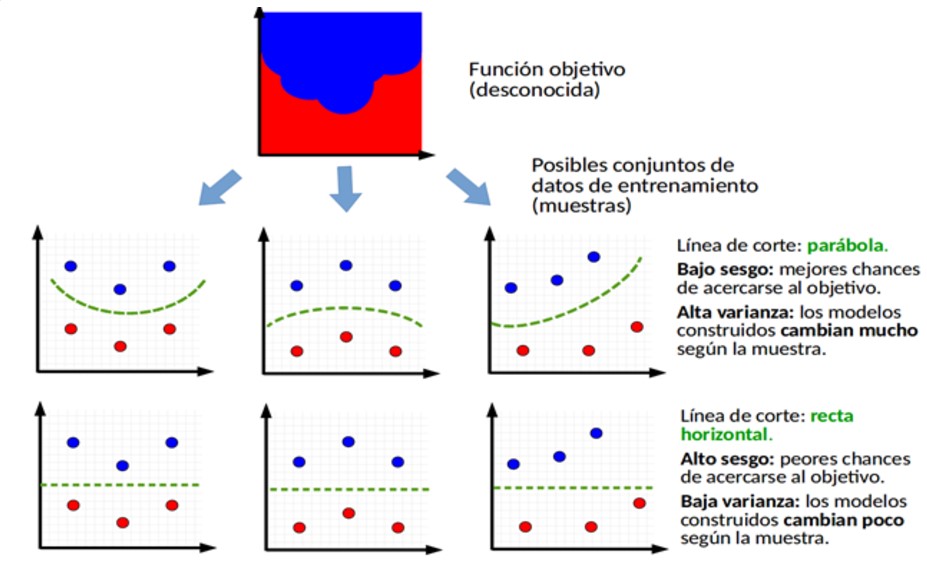 Función objetivo
(desconocida)
Posibles conjuntos de
datos de entrenamiento
(muestras)
Línea de corte: parábola.
Bajo sesgo: mejores chances
de acercarse al objetivo.
Alta varianza: los modelos
construidos cambian mucho
según la muestra.
Línea de corte: recta
horizontal.
Alto sesgo: peores chances
de acercarse al objetivo.
Baja varianza: los modelos
construidos cambian poco
según la muestra.